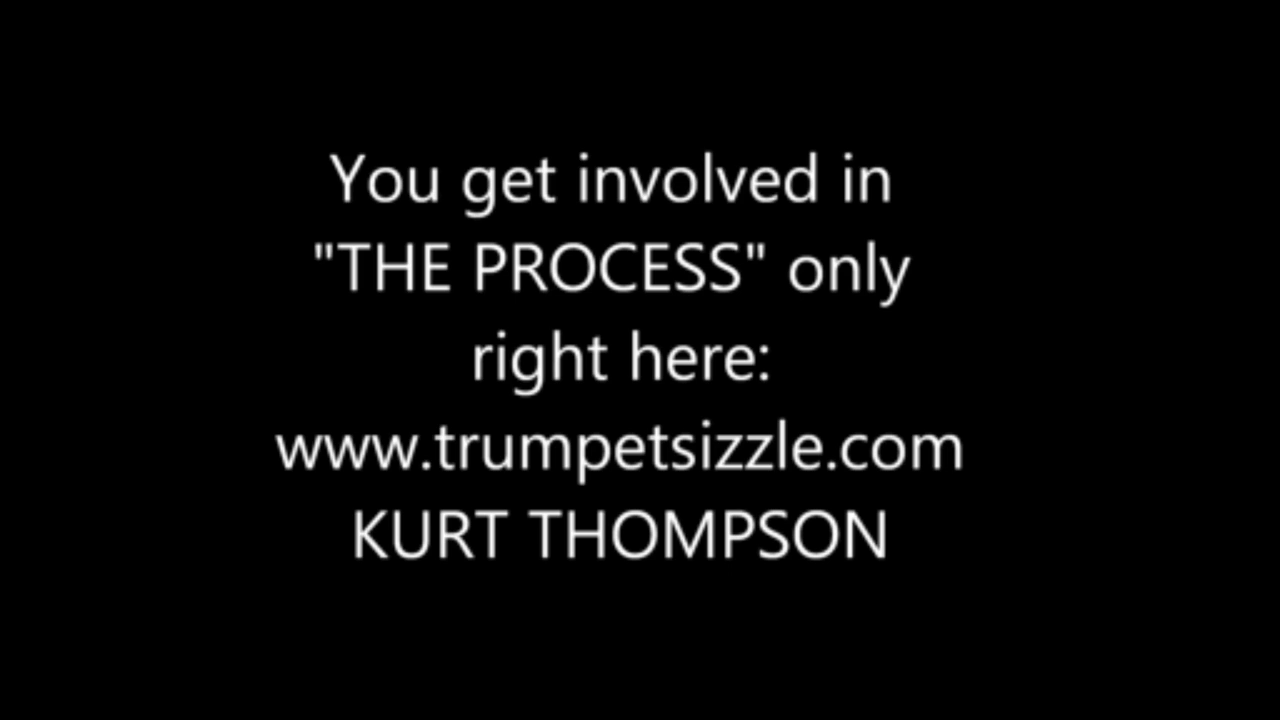 You get involved in
"THE PROCESS" only
right here:
www.trumpetsizzle.com
KURT THOMPSON